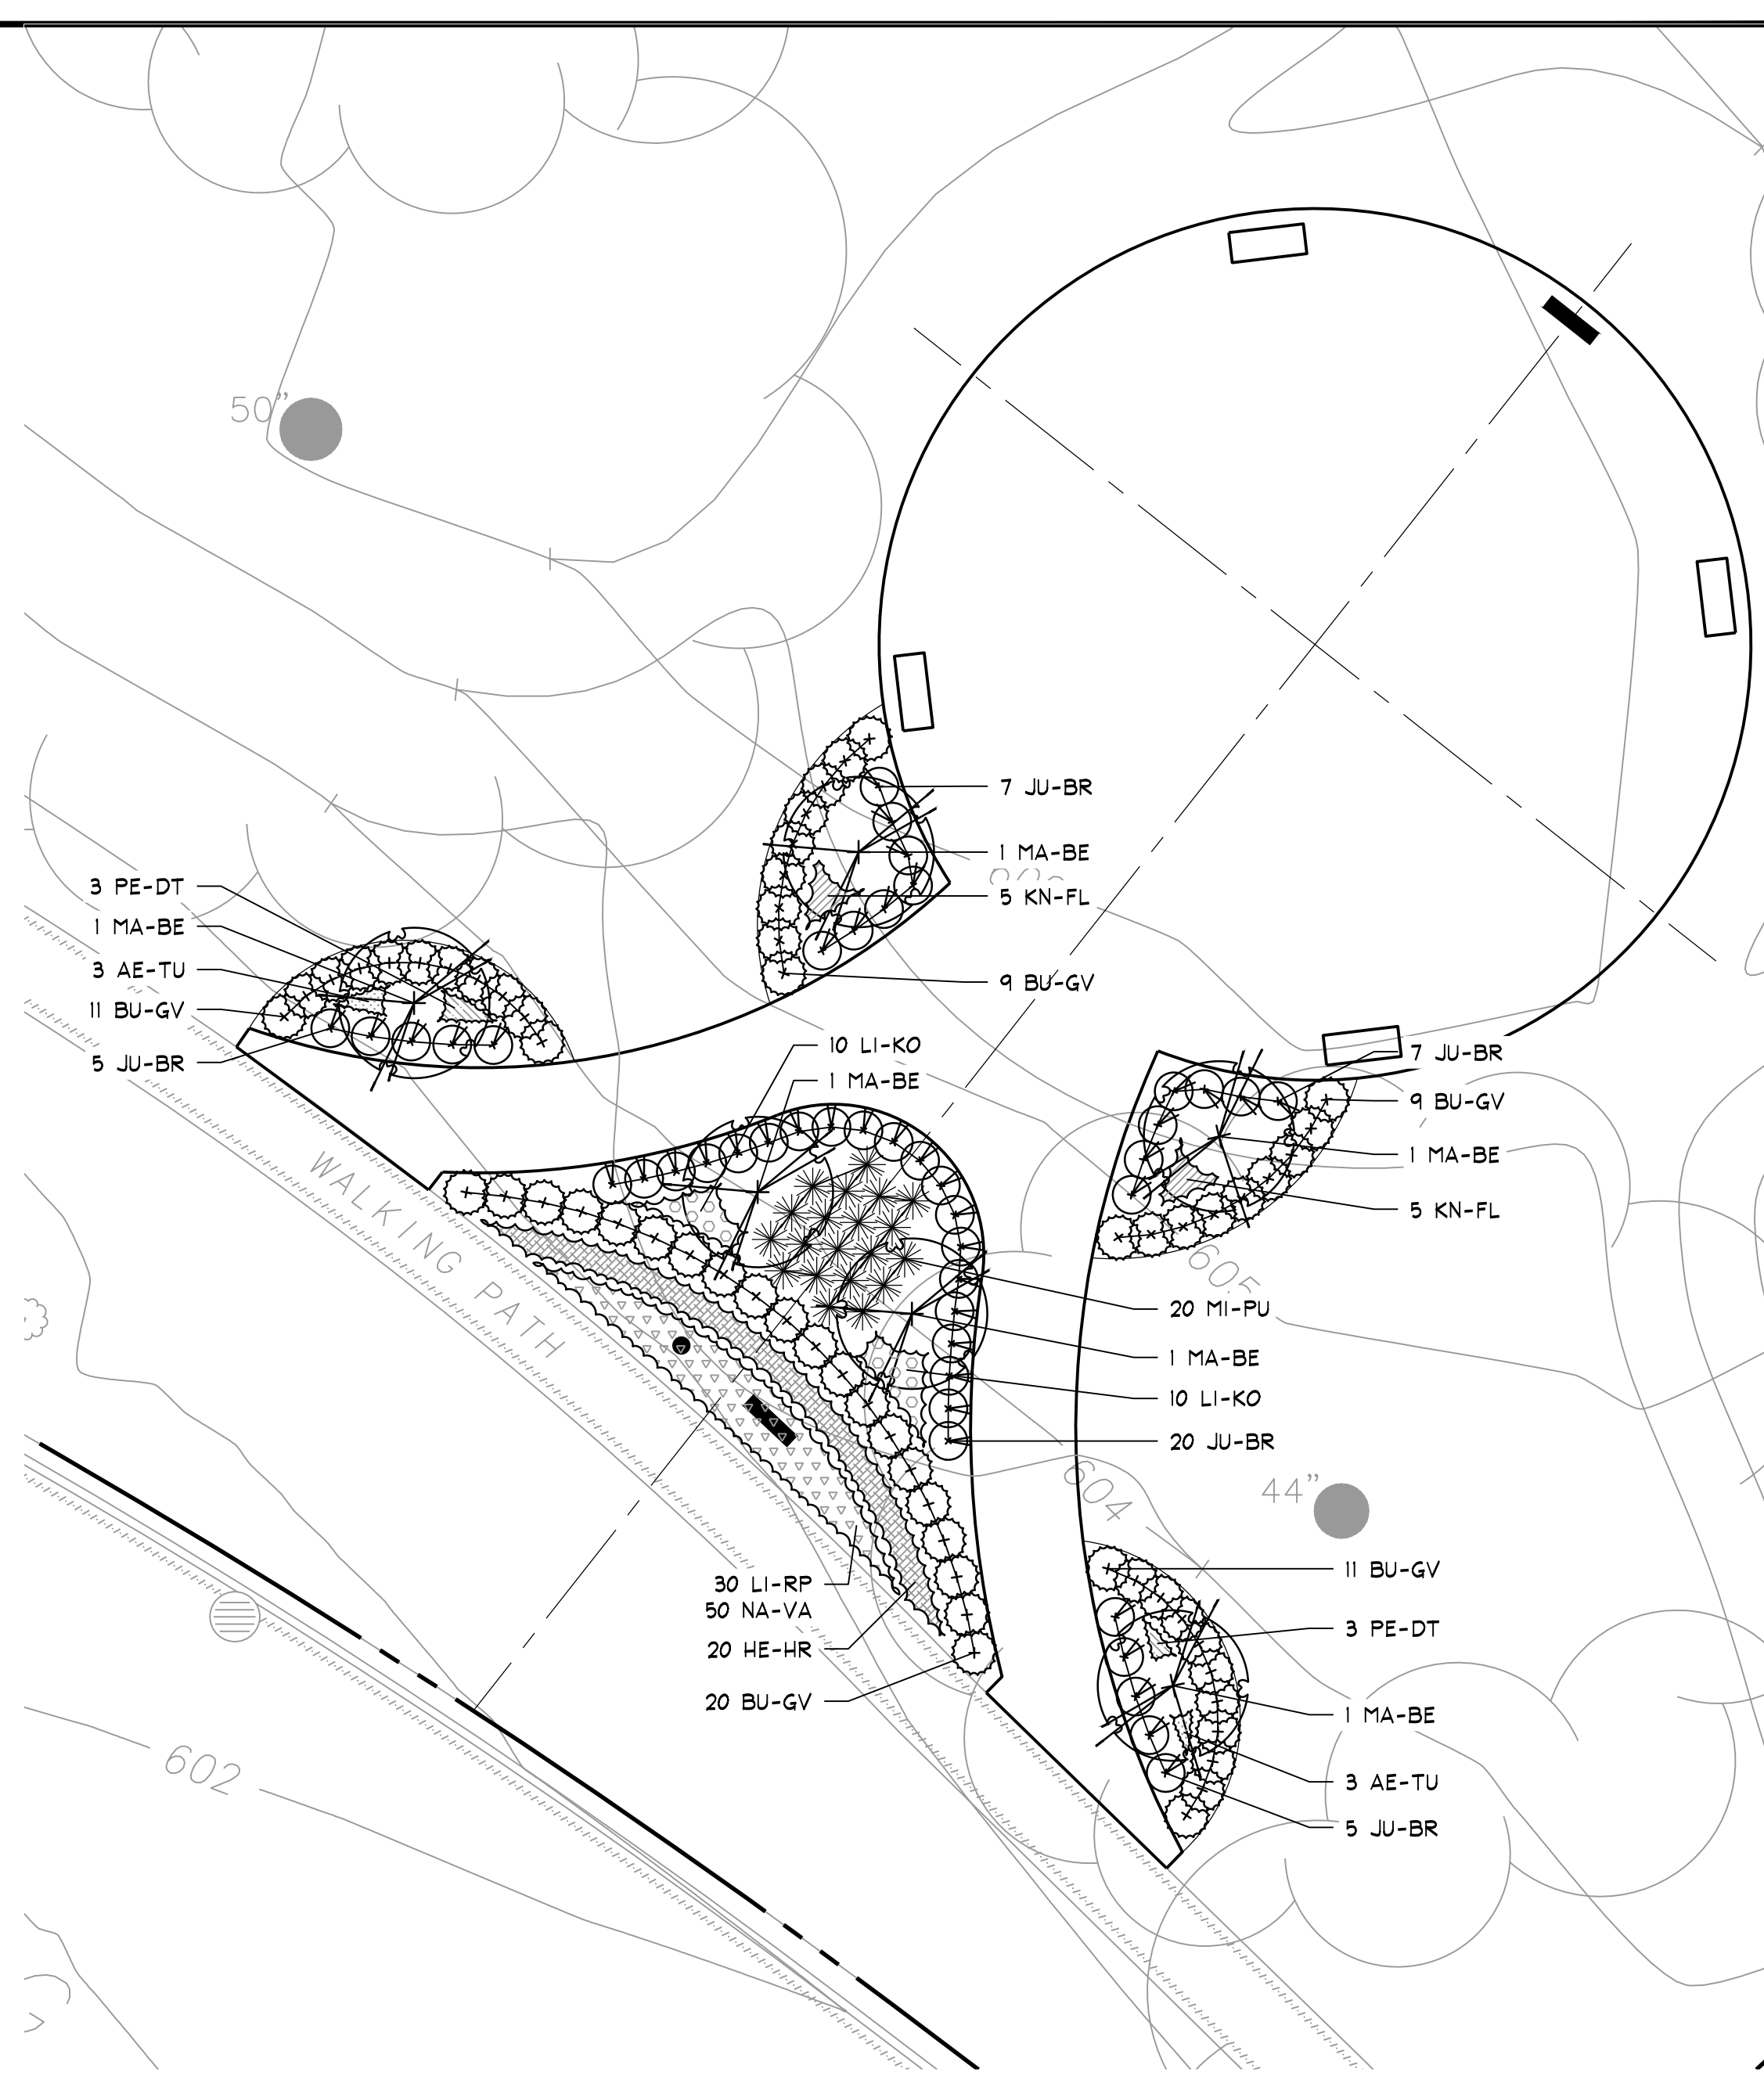 50”
7 JU-BR
1 MA-BE
5 KN-FL
9 BU-GV
3 PE-DT
1 MA-BE
3 AE-TU
11 BU-GV
5 JU-BR
10 LI-KO
1 MA-BE
7 JU-BR
9 BU-GV
1 MA-BE
5 KN-FL
605
WALKING PATH
20 MI-PU
1 MA-BE
10 LI-KO
20 JU-BR
604
44”
30 LI-RP
50 NA-VA
20 HE-HR
20 BU-GV
11 BU-GV
3 PE-DT
1 MA-BE
3 AE-TU
5 JU-BR
602